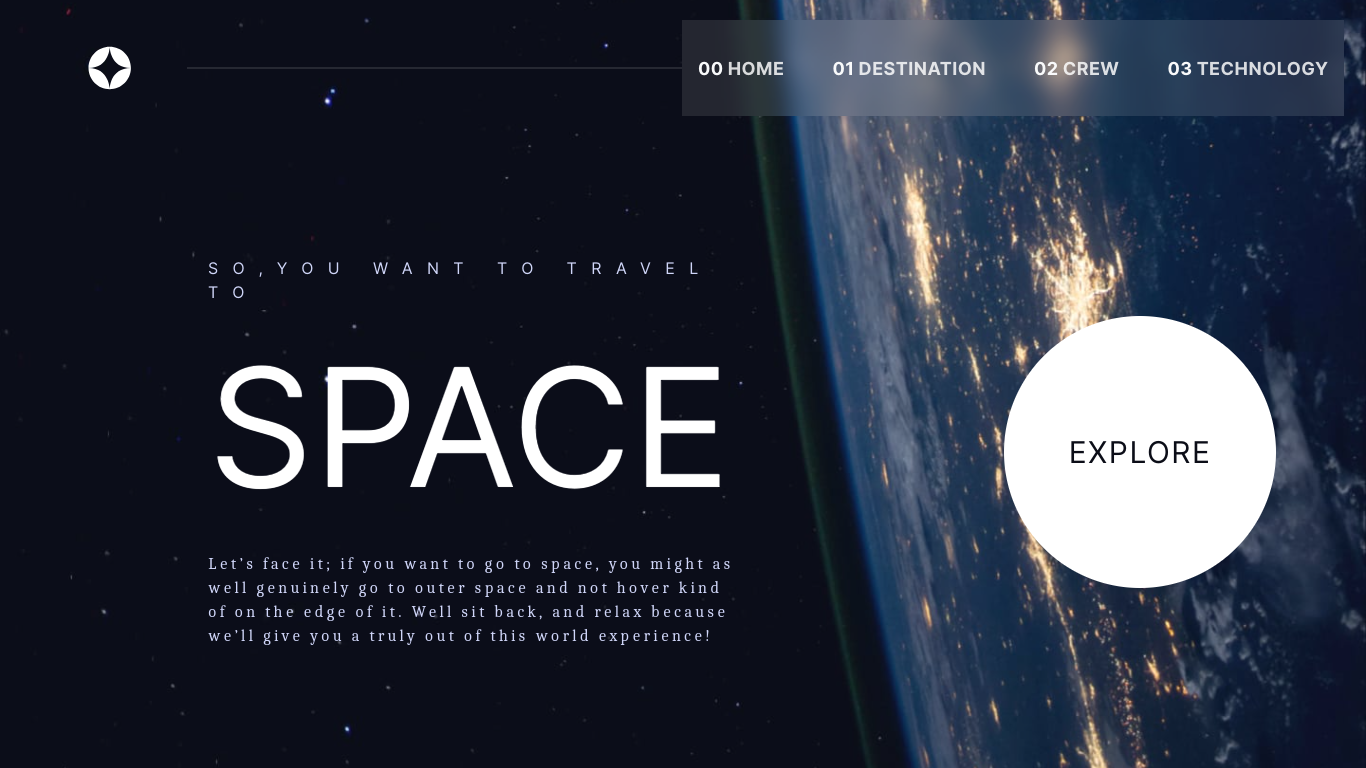 00 HOME 01 DESTINATION 02 CREW 03 TECHNOLOGY
SO,YOU WANT TO TRAVEL
TO
SPACE
EXPLORE
Let’s face it; if you want to go to space, you might as
well genuinely go to outer space and not hover kind
of on the edge of it. Well sit back, and relax because
we’ll give you a truly out of this world experience!